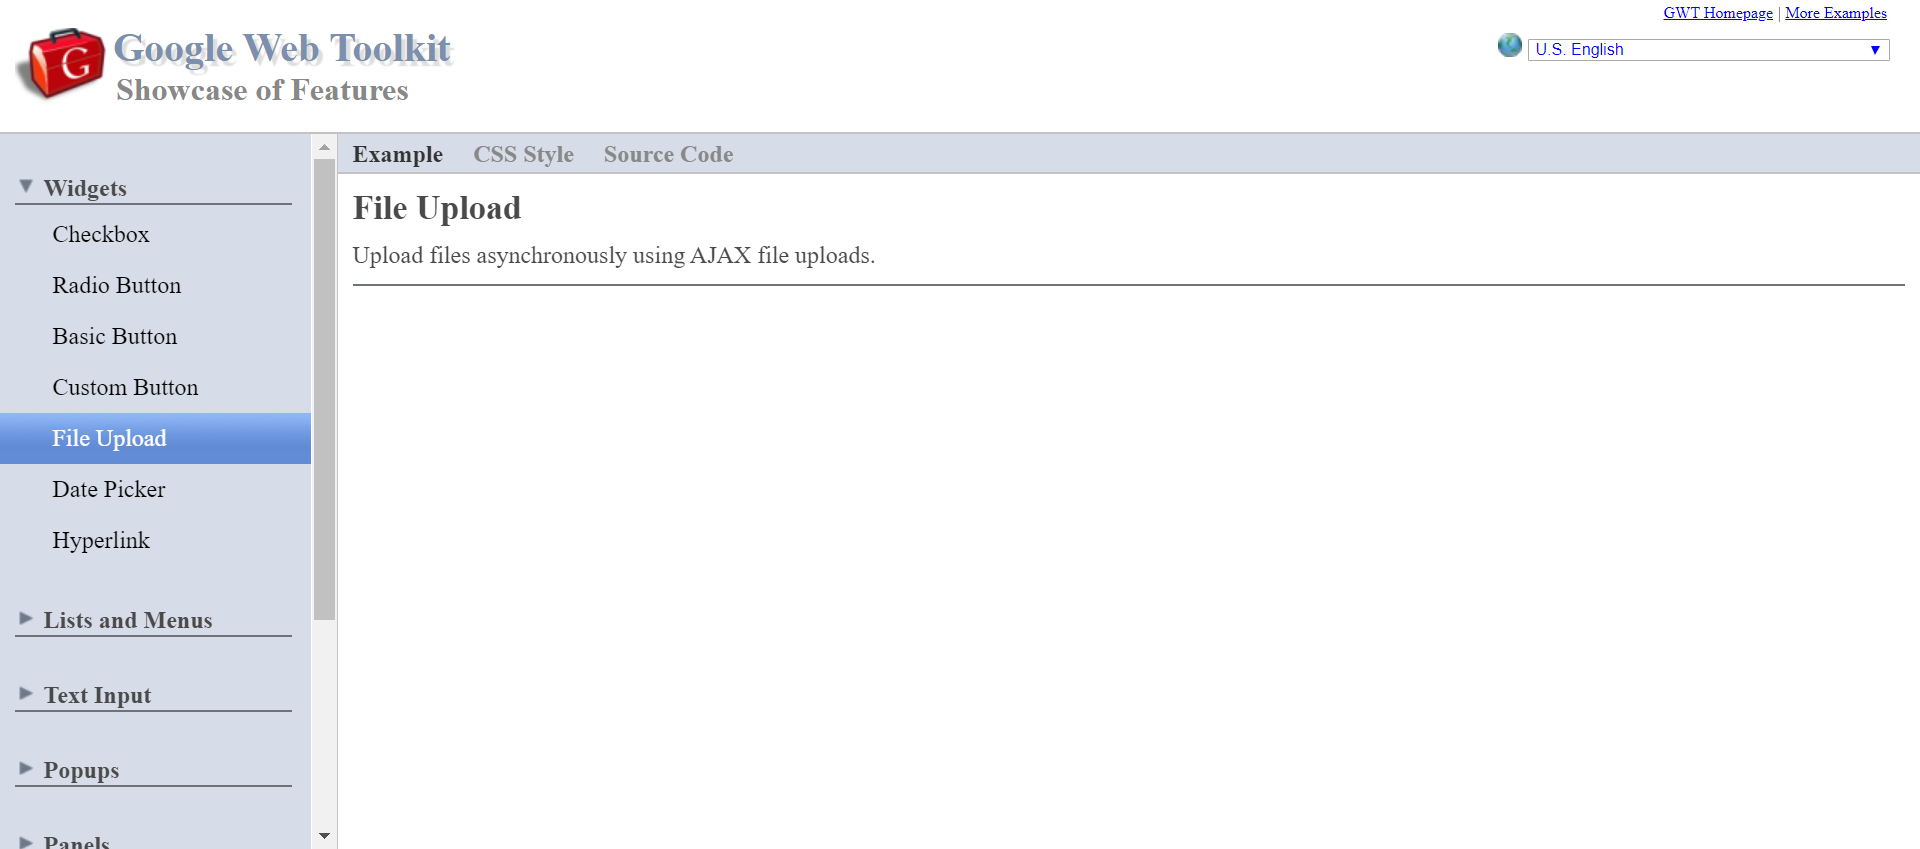 GWT Homepage | More Examples
Google Web Toolkit
Showcase of Features
G
U.S. English
Example CSS Style Source Code
Widgets
Checkbox
Radio Button
Basic Button
Custom Button
File Upload
Date Picker
Hyperlink
Lists and Menus
Text Input
Popups
Panels
File Upload
Upload files asynchronously using AJAX file uploads.